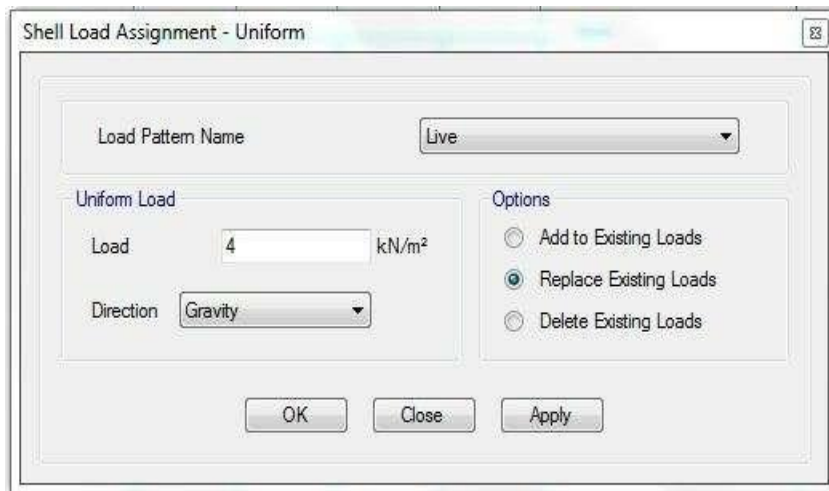 Shell Load Assignment - Uniform
Load Pattern Name
Live
Uniform Load
Load
4
kN/m²
Direction
Gravity
Options
Add to Existing Loads
Replace Existing Loads
Delete Existing Loads
OK
Close
Apply